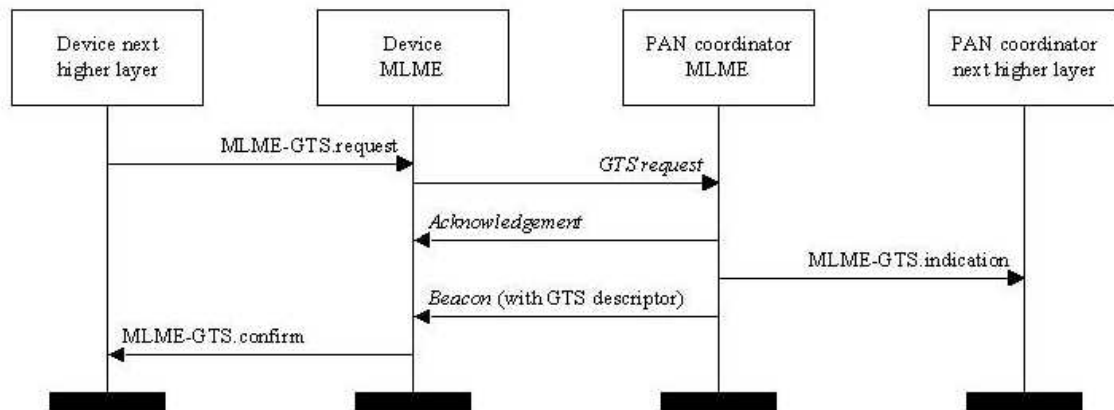 Device next
higher layer
Device
MLME
PAN coordinator
MLME
PAN coordinator
next higher layer
MLME-GTS.request
GTS request
Acknowledgement
MLME-GTS.indication
Beacon (with GTS descriptor)
MLME-GTS.confirm